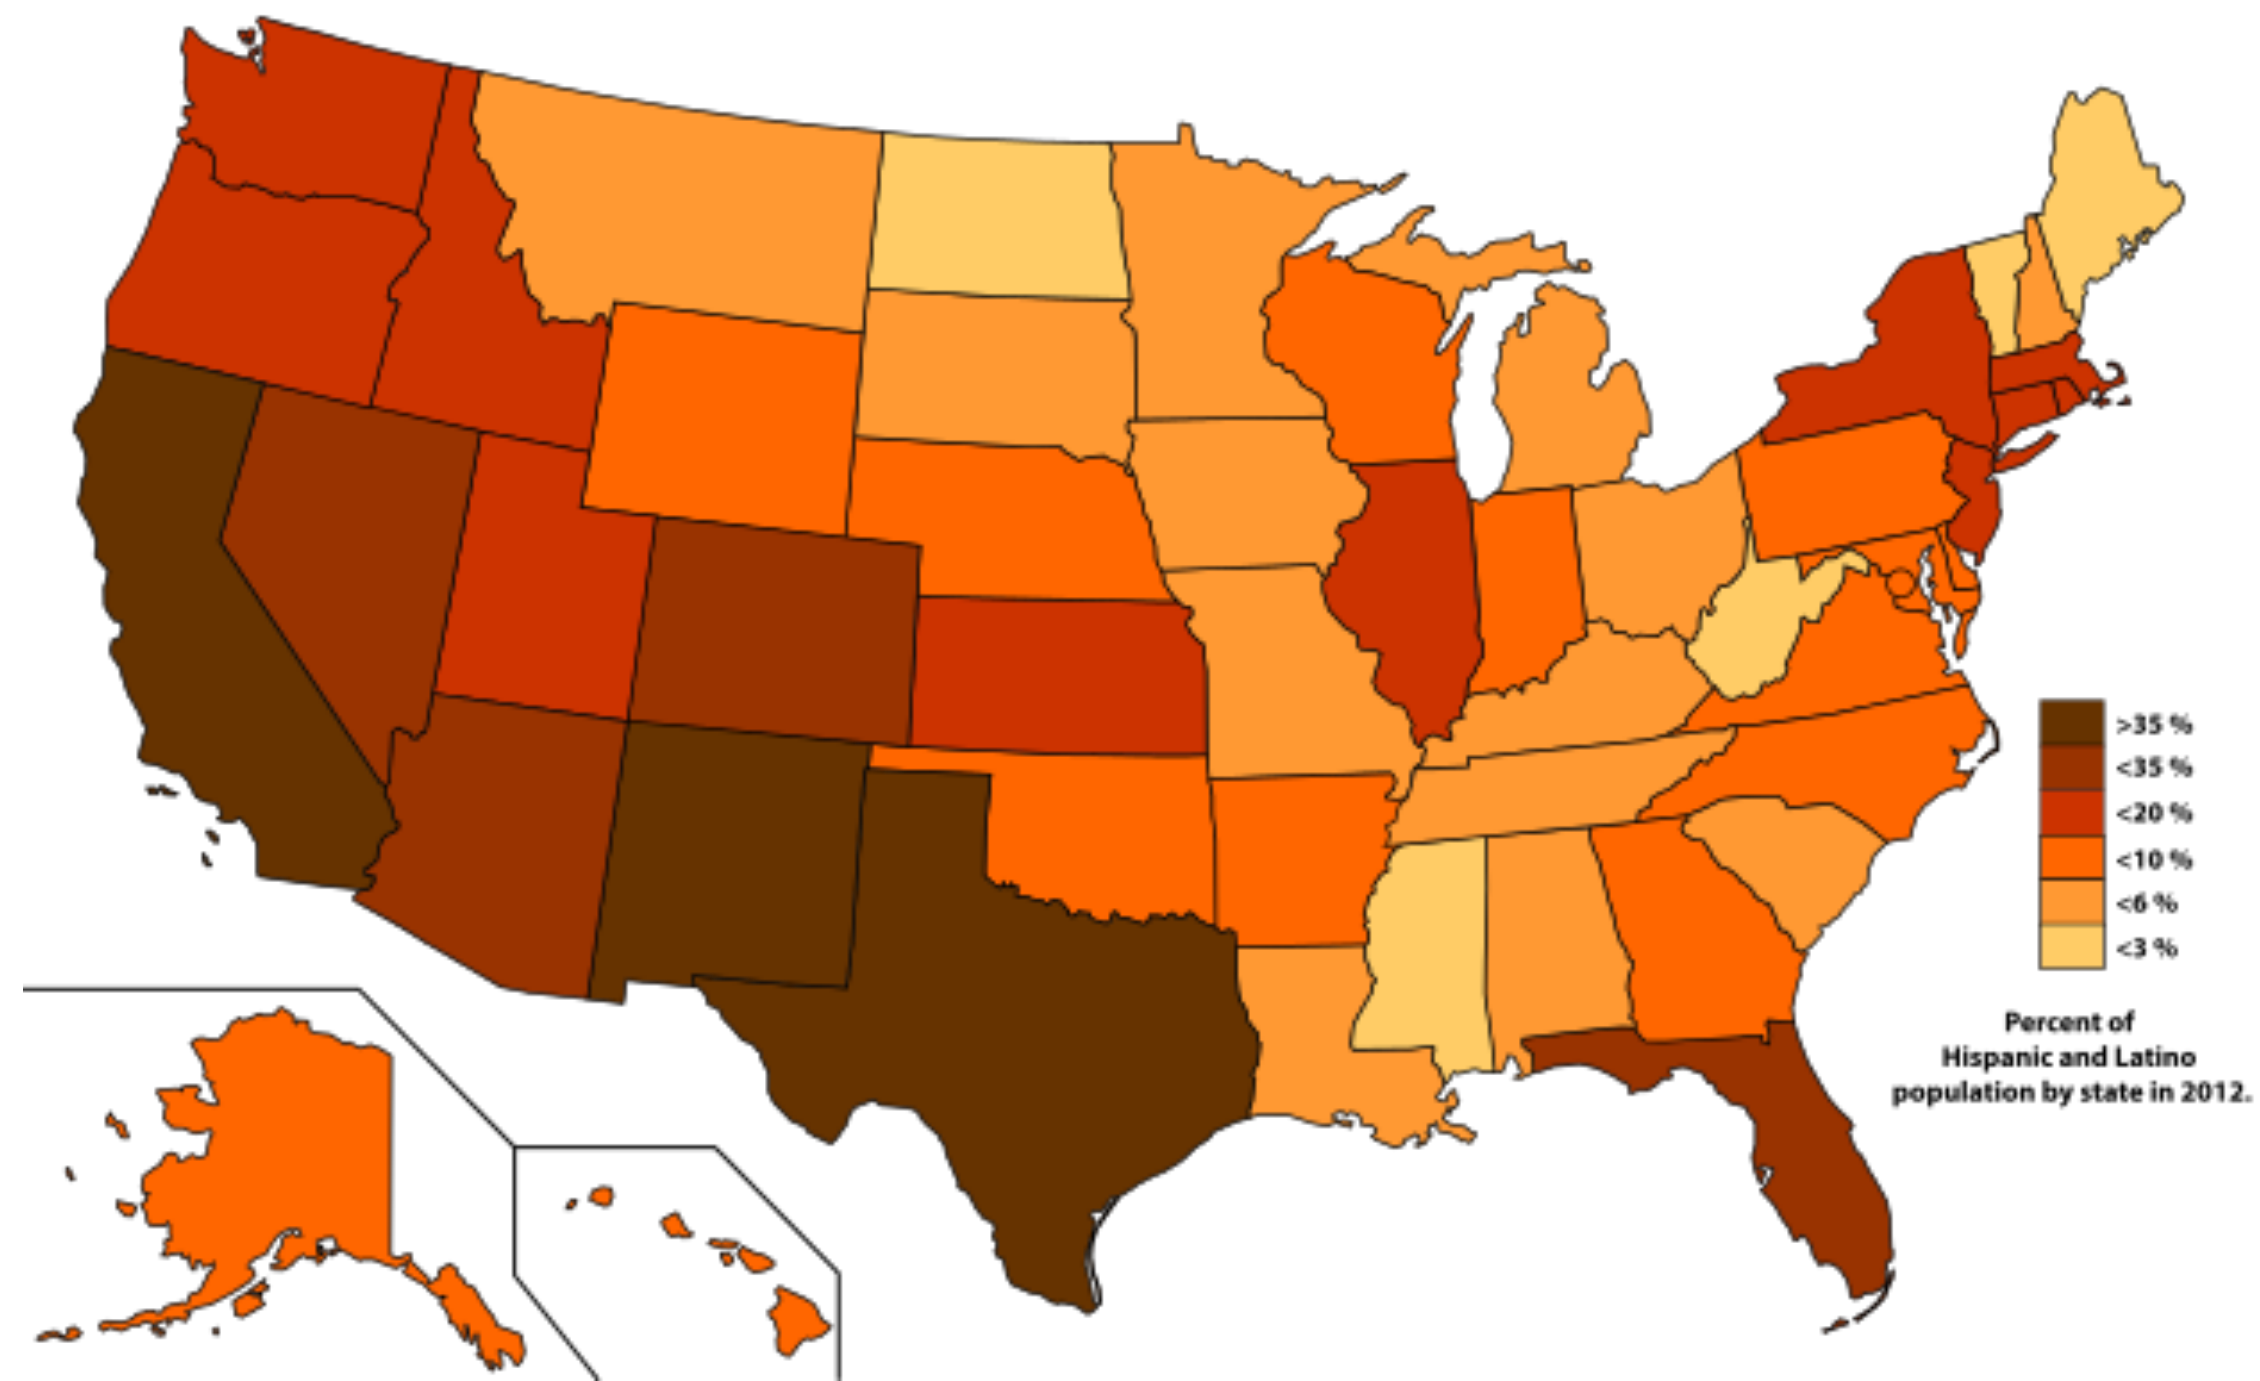 >35 %
<35 %
<20 %
<10 %
<6 %
<3 %
Percent of
Hispanic and Latino
population by state in 2012.